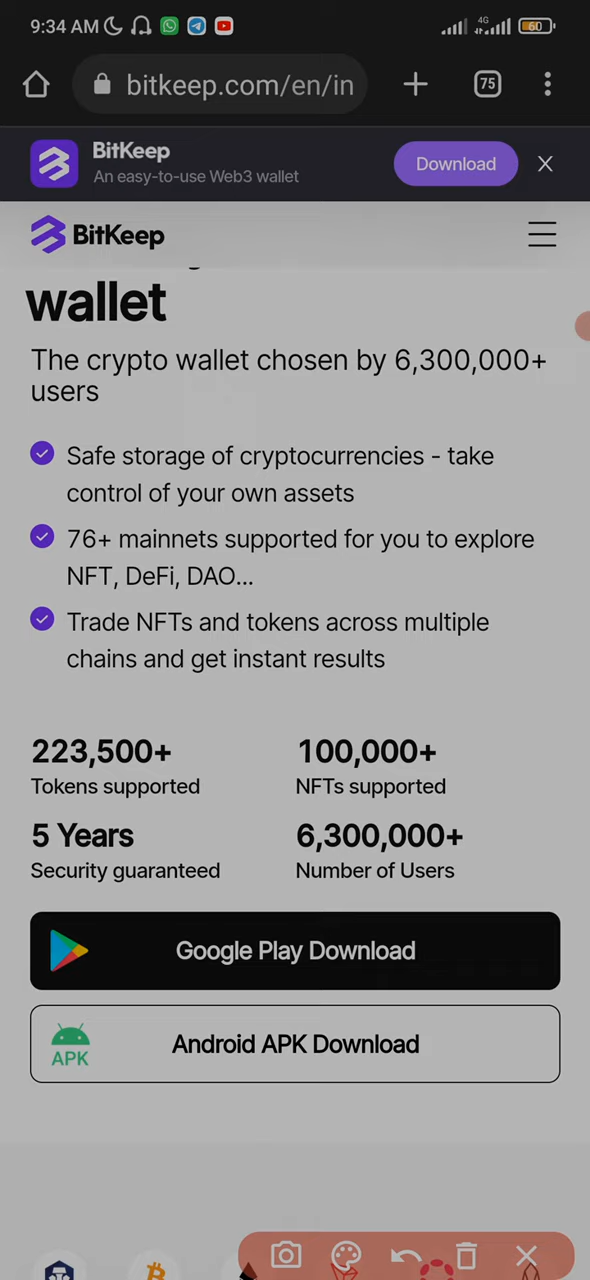 9:34 AM
4G
60
bitkeep.com/en/in
75
BitKeep
An easy-to-use Web3 wallet
Download
BitKeep
wallet
The crypto wallet chosen by 6,300,000+
users
Safe storage of cryptocurrencies - take
control of your own assets
76+ mainnets supported for you to explore
NFT, DeFi, DAO...
Trade NFTs and tokens across multiple
chains and get instant results
223,500+
100,000+
Tokens supported
NFTs supported
5 Years
6,300,000+
Security guaranteed
Number of Users
Google Play Download
APK
Android APK Download